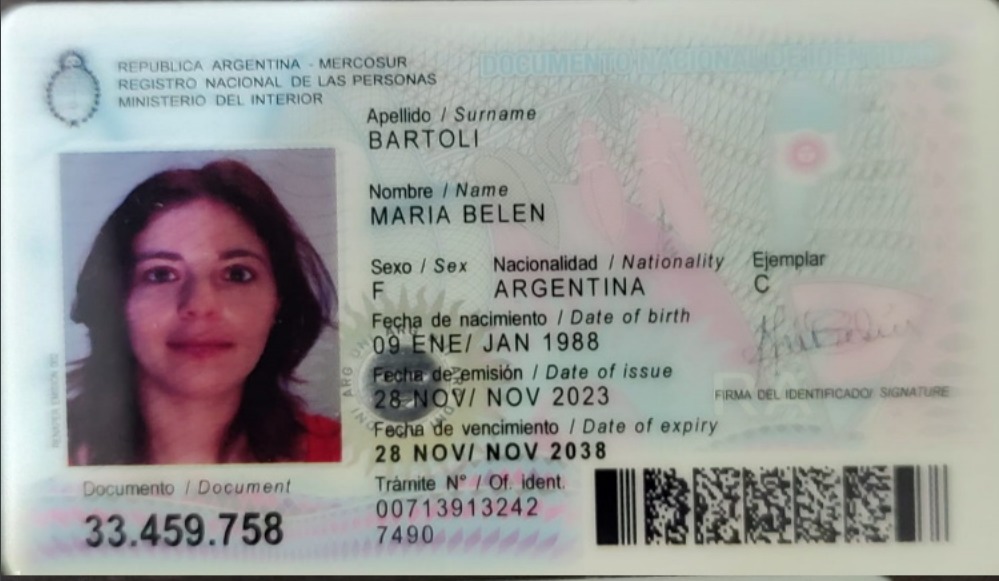 REPUBLICA ARGENTINA - MERCOSUR
REGISTRO NACIONAL DE LAS PERSONAS
MINISTERIO DEL INTERIOR
DOCUMENTO NACIONAL DE IDENTIDAD
Apellido / Surname
BARTOLI
Nombre / Name
MARIA BELEN
Sexo / Sex Nacionalidad / Nationality Ejemplar
F ARGENTINA C
Fecha de nacimiento / Date of birth
09 ENE/ JAN 1988
Fecha de emisión / Date of issue
28 NOV/ NOV 2023
FIRMA DEL IDENTIFICADO/ SIGNATURE
Fecha de vencimiento / Date of expiry
28 NOV/ NOV 2038
Documento / Document
33.459.758
Trámite N° / Of. ident.
00713913242
7490